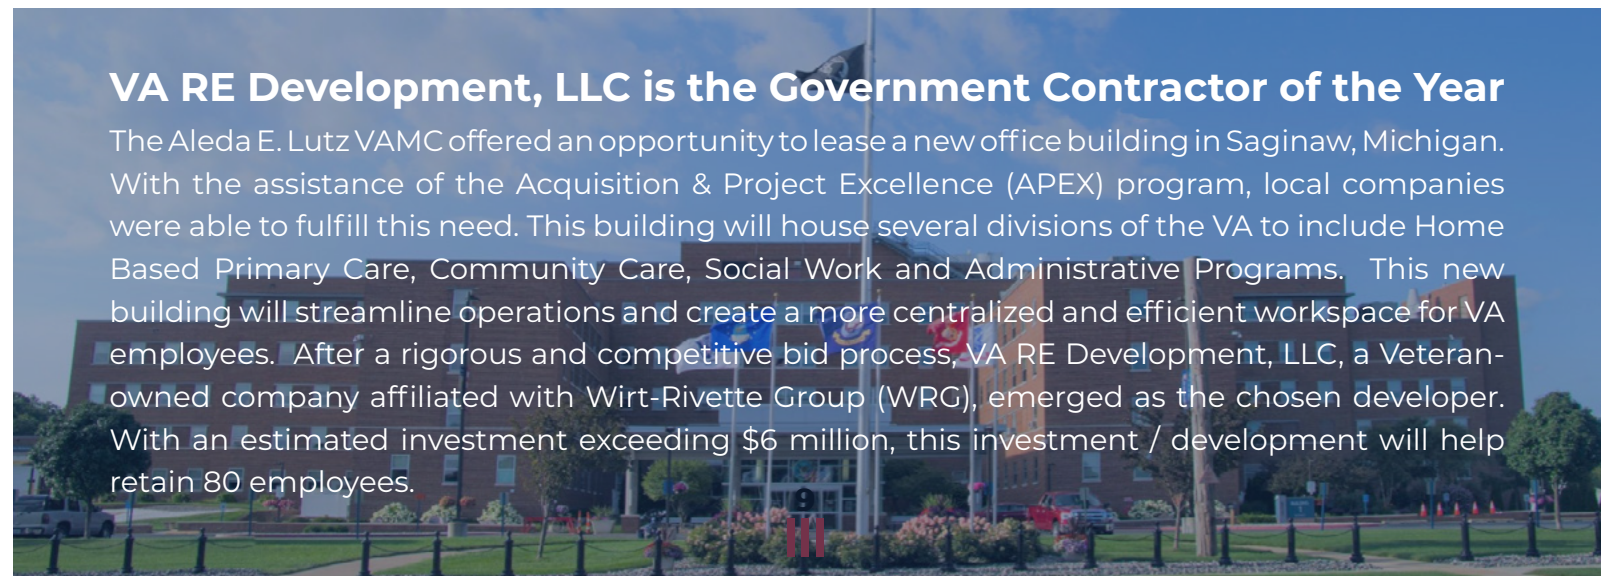 VA RE Development, LLC is the Government Contractor of the Year
The Aleda E. Lutz VAMC offered an opportunity to lease a new office building in Saginaw, Michigan.
With the assistance of the Acquisition & Project Excellence (APEX) program, local companies
were able to fulfill this need. This building will house several divisions of the VA to include Home
Based Primary Care, Community Care, Social Work and Administrative Programs. This new
building will streamline operations and create a more centralized and efficient workspace for VA
employees. After a rigorous and competitive bid process, VA RE Development, LLC, a Veteran-
owned company affiliated with Wirt-Rivette Group (WRG), emerged as the chosen developer.
With an estimated investment exceeding $6 million, this investment / development will help
retain 80 employees.